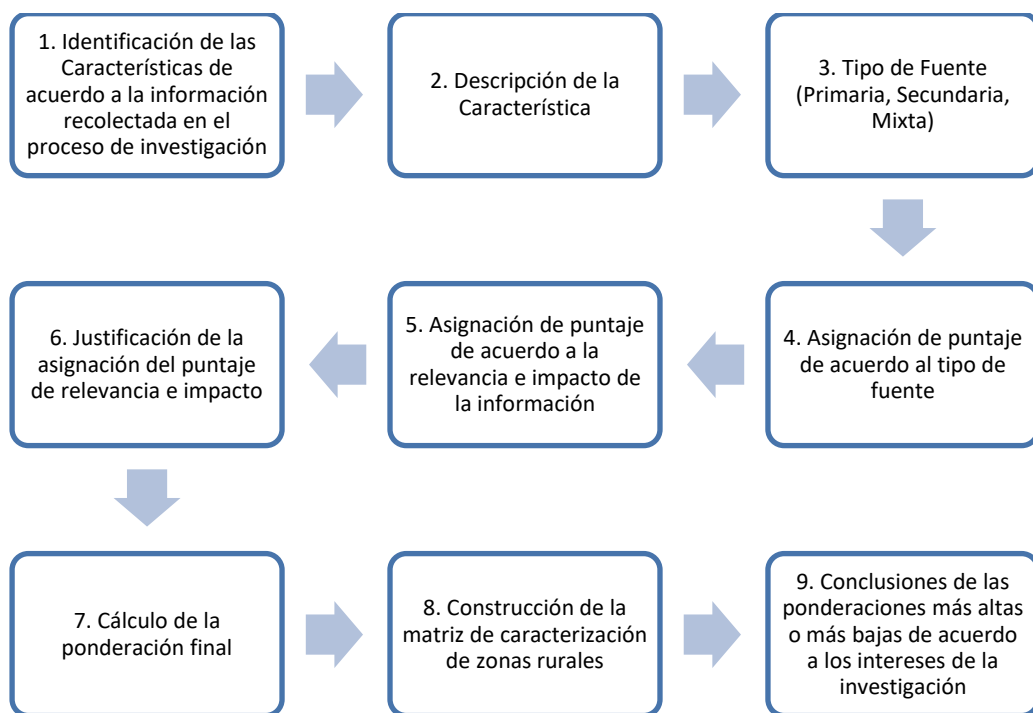 1. Identificación de las
Características de
acuerdo a la información
recolectada en el
proceso de investigación
2. Descripción de la
Característica
3. Tipo de Fuente
(Primaria, Secundaria,
Mixta)
4. Asignación de puntaje
de acuerdo al tipo de
fuente
5. Asignación de puntaje
de acuerdo a la
relevancia e impacto de
la información
6. Justificación de la
asignación del puntaje
de relevancia e impacto
7. Cálculo de la
ponderación final
8. Construcción de la
matriz de caracterización
de zonas rurales
9. Conclusiones de las
ponderaciones más altas
o más bajas de acuerdo
a los intereses de la
investigación